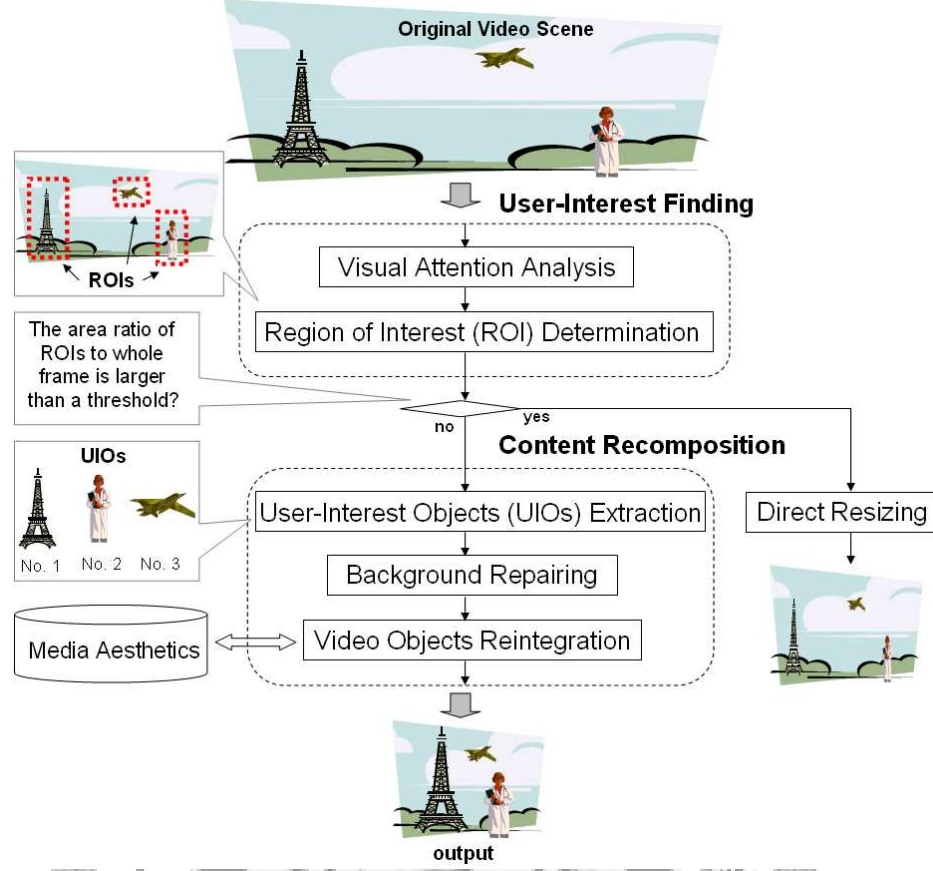 Original Video Scene
User-Interest Finding
ROIs
Visual Attention Analysis
Region of Interest (ROI) Determination
The area ratio of
ROIs to whole
frame is larger
than a threshold?
no
yes
Content Recomposition
UIOs
No. 1
No. 2
No. 3
User-Interest Objects (UIOs) Extraction
Direct Resizing
Background Repairing
Media Aesthetics
Video Objects Reintegration
output